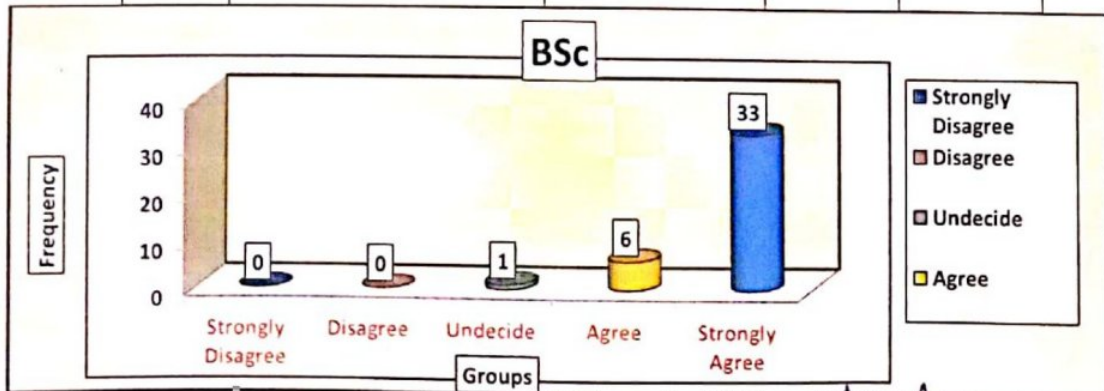 BSc
40
30
20
10
0
Frequency
0
0
1
6
33
Strongly
Disagree
Disagree
Undecide
Agree
Strongly
Agree
Groups
Strongly
Disagree
Disagree
Undecide
Agree